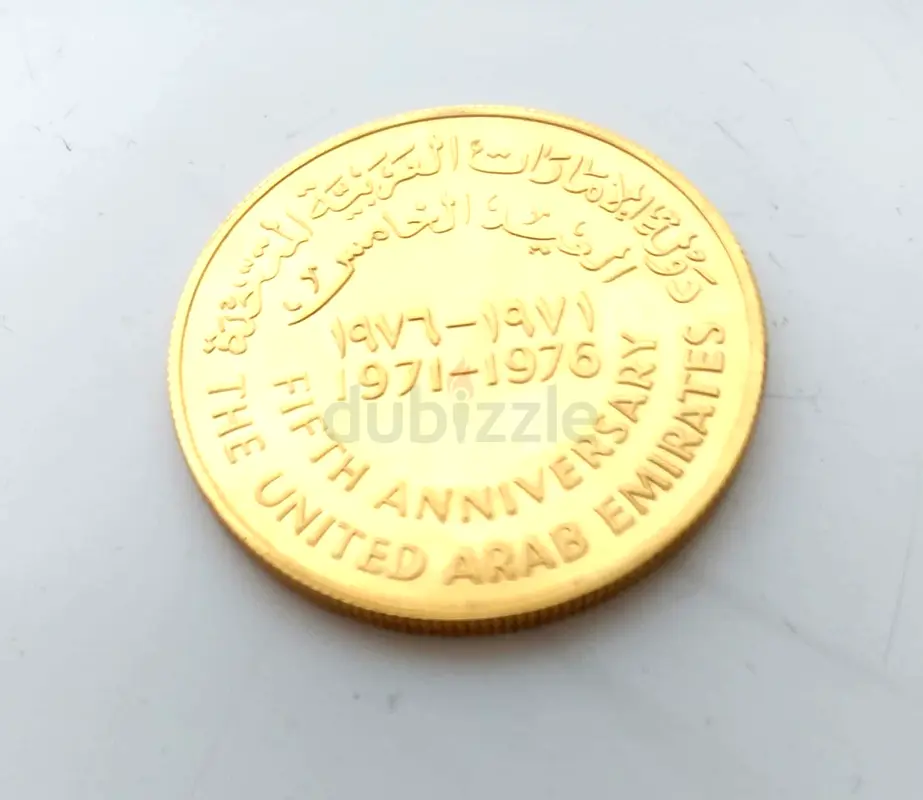 دولة الإمارات العربية المتحدة
العيد الخامس
١٩٧١-١٩٧٦
1971-1976
FIFTH ANNIVERSARY
THE UNITED ARAB EMIRATES
dubizzle